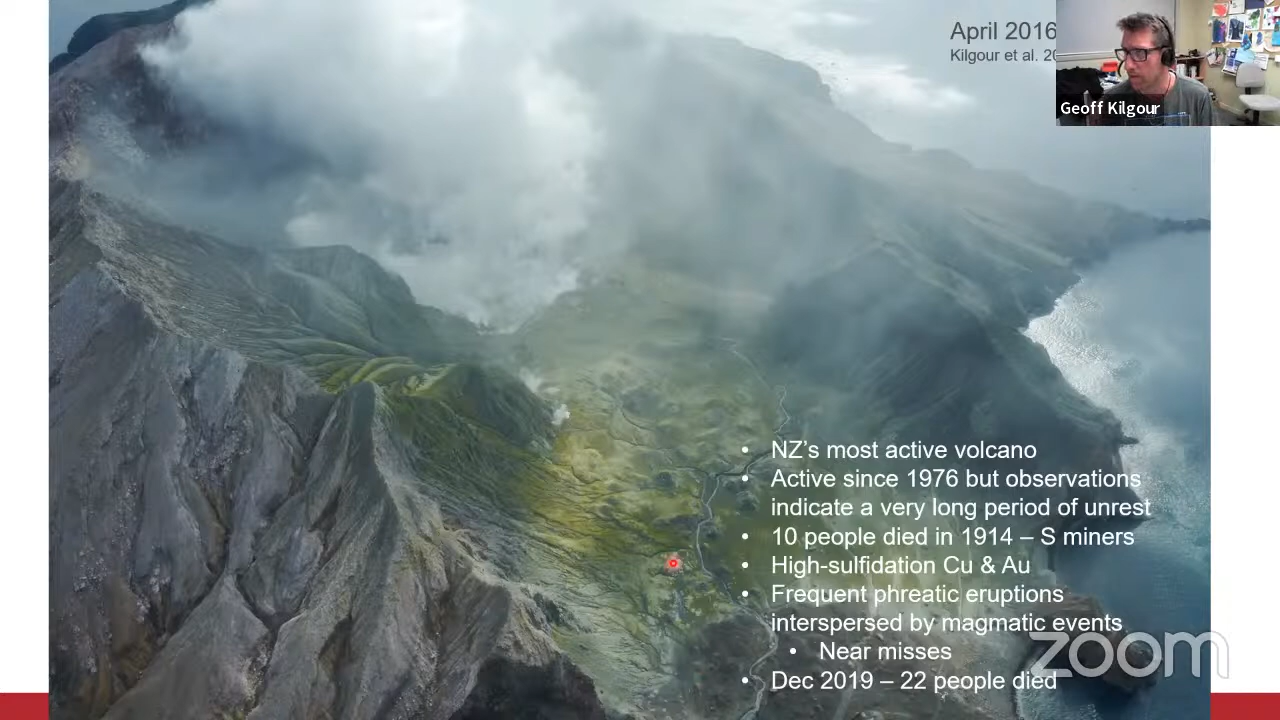 April 2016
Kilgour et al. 20
Geoff Kilgour
• NZ's most active volcano
• Active since 1976 but observations
indicate a very long period of unrest
• 10 people died in 1914 – S miners
• High-sulfidation Cu & Au
• Frequent phreatic eruptions
interspersed by magmatic events
• Near misses
• Dec 2019 – 22 people died
zoom